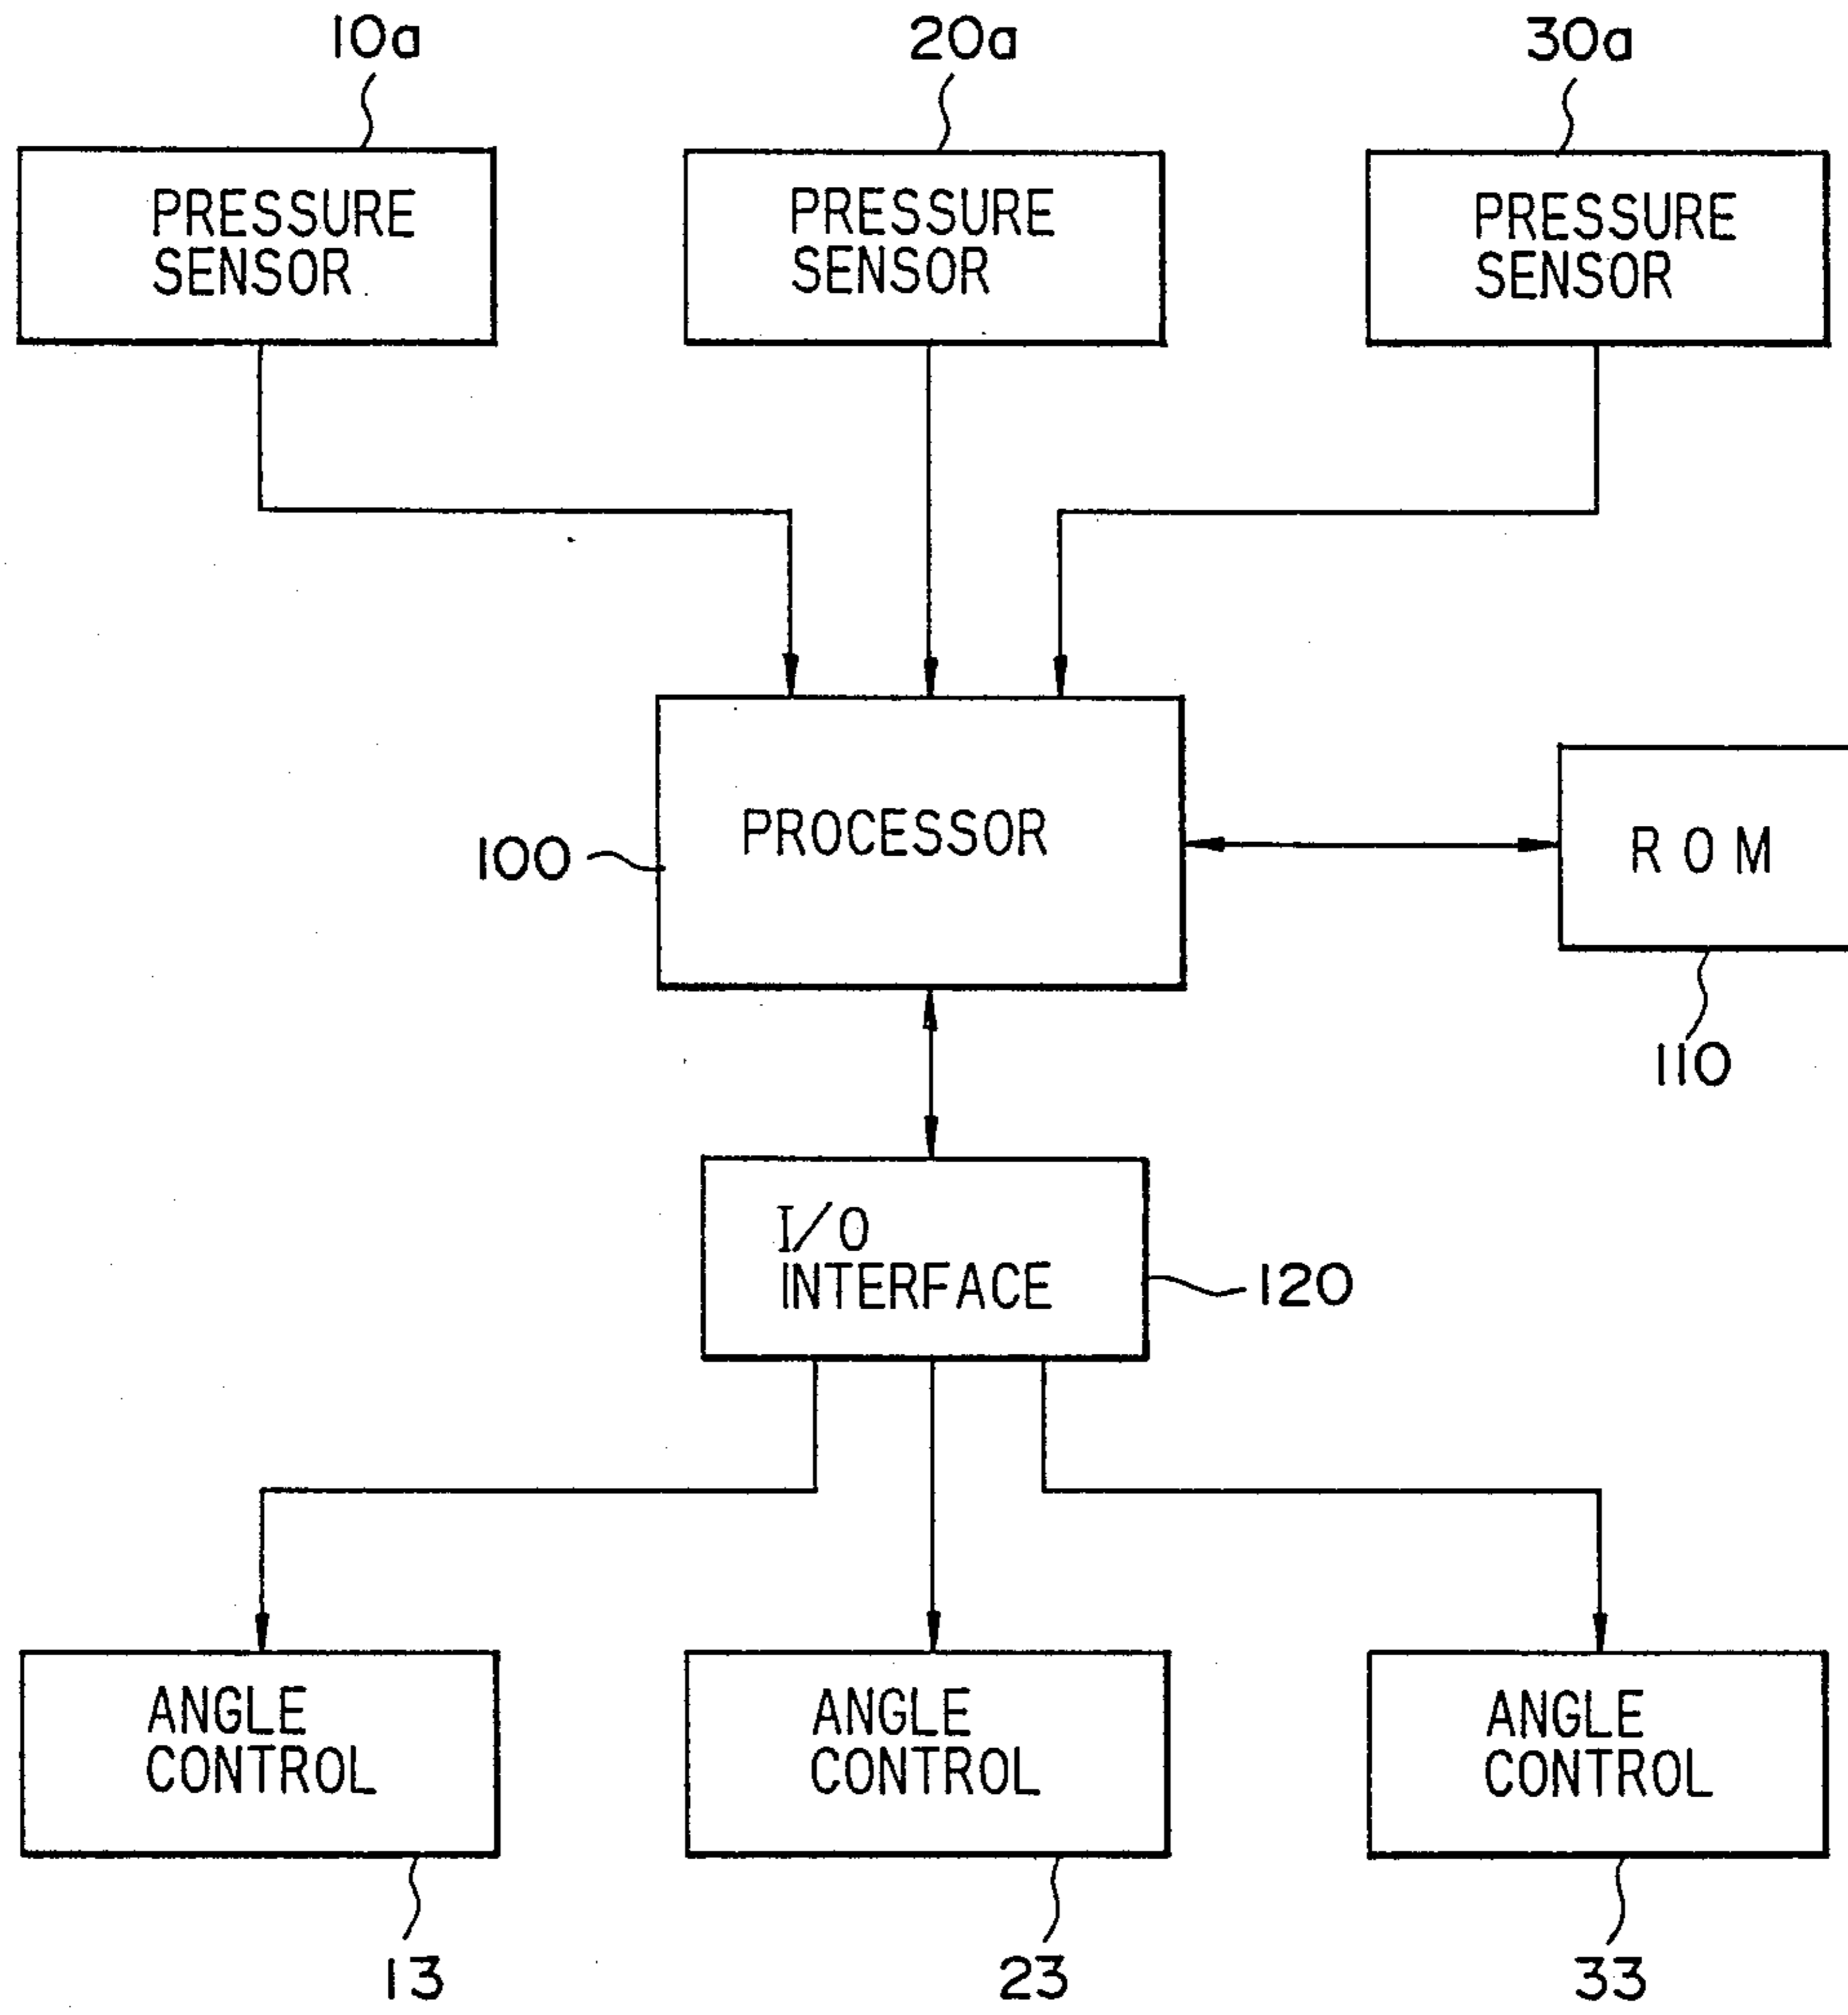 10a
20a
30a
PRESSURE
SENSOR
PRESSURE
SENSOR
PRESSURE
SENSOR
PROCESSOR
100
R O M
110
I/O
INTERFACE
120
ANGLE
CONTROL
ANGLE
CONTROL
ANGLE
CONTROL
13
23
33